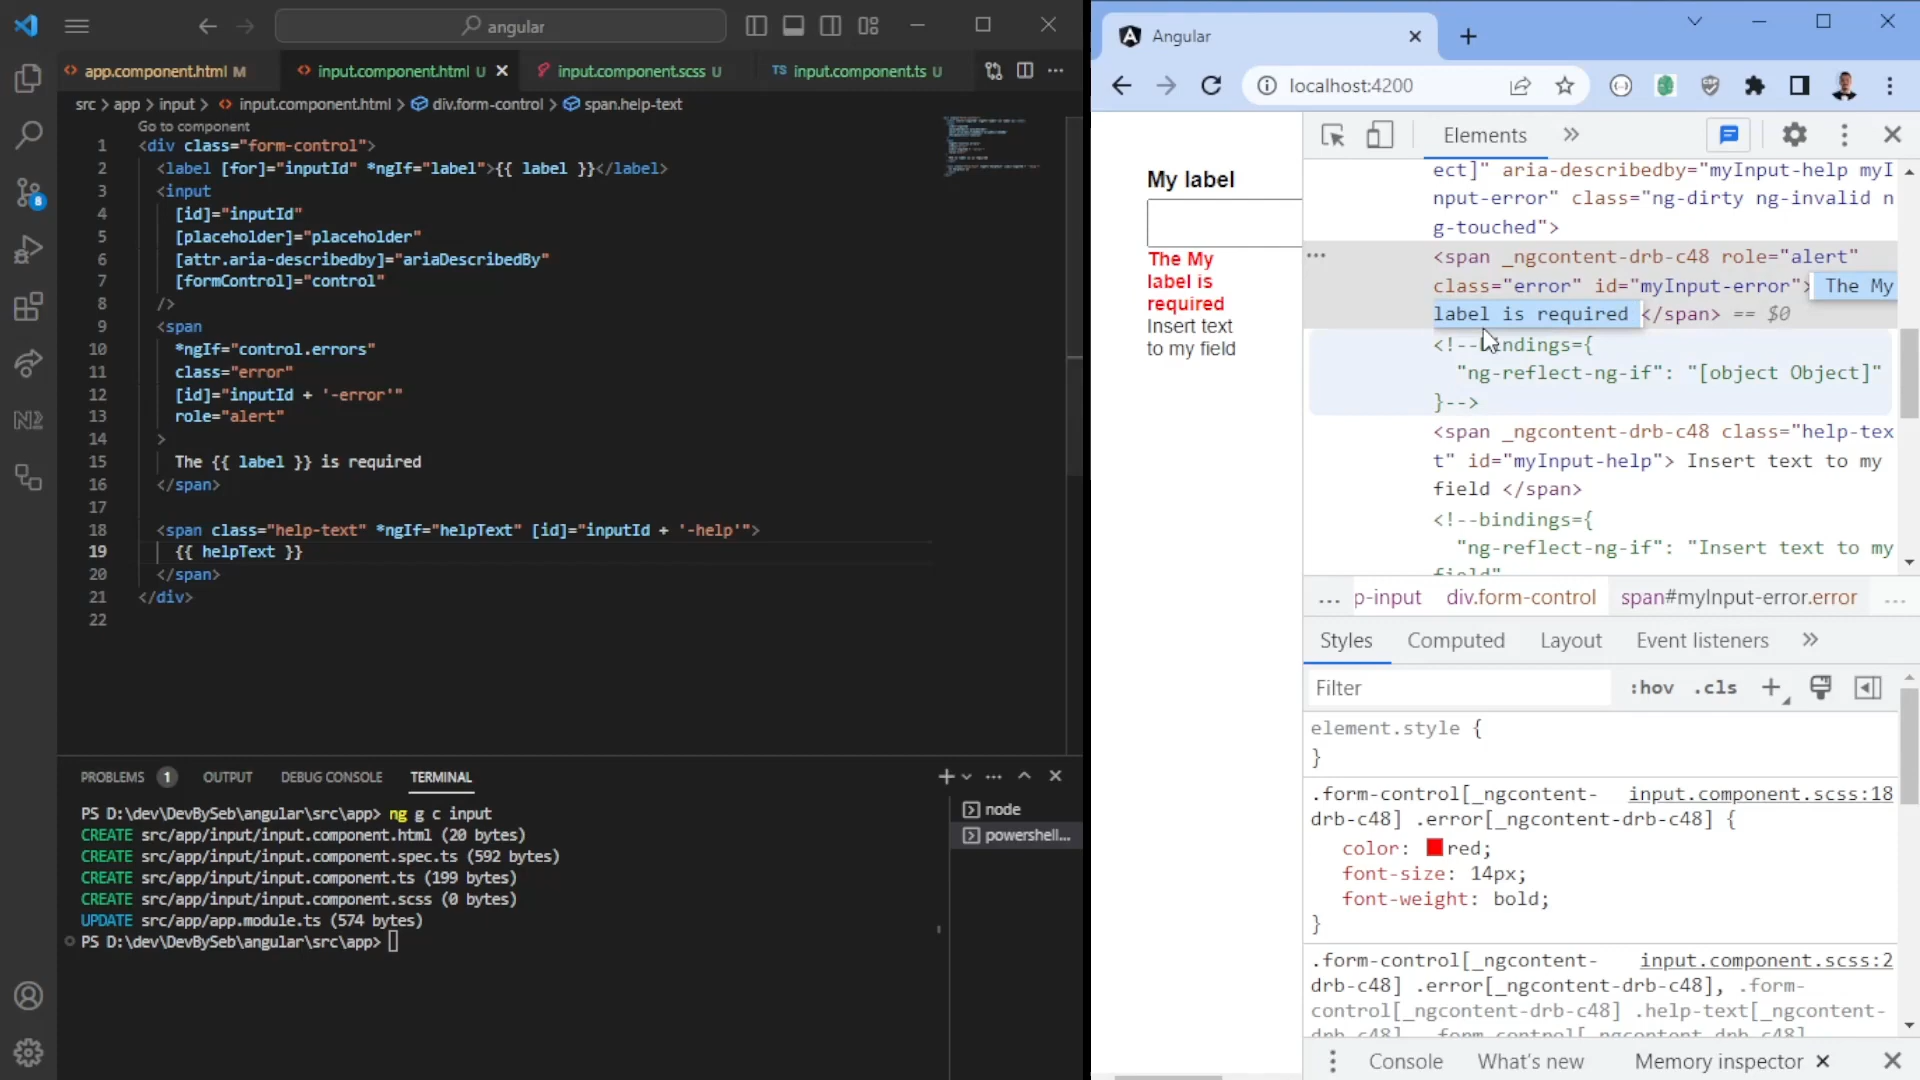 angular
app.component.html M
input.component.html U
input.component.scss U
TS input.component.ts U
src > app > input > input.component.html > div.form-control > span.help-text
Go to component
1 <div class="form-control">
2 <label [for]="inputId" *ngIf="label">{{ label }}</label>
3 <input
4 [id]="inputId"
5 [placeholder]="placeholder"
6 [attr.aria-describedby]="ariaDescribedBy"
7 [formControl]="control"
8 />
9 <span
10 *ngIf="control.errors"
11 class="error"
12 [id]="inputId + '-error'"
13 role="alert"
14 >
15 The {{ label }} is required
16 </span>
17
18 <span class="help-text" *ngIf="helpText" [id]="inputId + '-help'">
19 {{ helpText }}
20 </span>
21 </div>
22
8
PROBLEMS 1 OUTPUT DEBUG CONSOLE TERMINAL
PS D:\dev\DevBySeb\angular\src\app> ng g c input
CREATE src/app/input/input.component.html (20 bytes)
CREATE src/app/input/input.component.spec.ts (592 bytes)
CREATE src/app/input/input.component.ts (199 bytes)
CREATE src/app/input/input.component.scss (0 bytes)
UPDATE src/app/app.module.ts (574 bytes)
PS D:\dev\DevBySeb\angular\src\app>
node
powershell...
Angular
localhost:4200
My label
The My
label is
required
Insert text
to my field
Elements
ect]" aria-describedby="myInput-help myI
nput-error" class="ng-dirty ng-invalid n
g-touched">
<span _ngcontent-drb-c48 role="alert"
class="error" id="myInput-error"> The My
label is required </span> == $0
<!--bindings={
"ng-reflect-ng-if": "[object Object]"
}-->
<span _ngcontent-drb-c48 class="help-tex
t" id="myInput-help"> Insert text to my
field </span>
<!--bindings={
"ng-reflect-ng-if": "Insert text to my
field"
... p-input div.form-control span#myInput-error.error ...
Styles Computed Layout Event listeners
Filter :hov .cls
element.style {
}
.form-control[_ngcontent- input.component.scss:18
drb-c48] .error[_ngcontent-drb-c48] {
color: red;
font-size: 14px;
font-weight: bold;
}
.form-control[_ngcontent- input.component.scss:2
drb-c48] .error[_ngcontent-drb-c48], .form-
control[_ngcontent-drb-c48] .help-text[_ngcontent-
drb-c48], .form-control[_ngcontent-drb-c48]
Console What's new Memory inspector